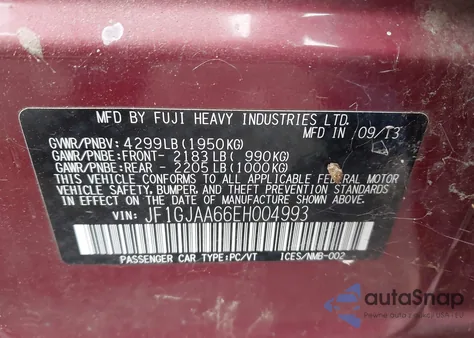 MFD BY FUJI HEAVY INDUSTRIES LTD.
MFD IN 09/13
GVWR/PNBV: 4299LB(1950KG)
GAWR/PNBE:FRONT- 2183LB( 990KG)
GAWR/PNBE:REAR - 2205LB(1000KG)
THIS VEHICLE CONFORMS TO ALL APPLICABLE FEDERAL MOTOR
VEHICLE SAFETY, BUMPER, AND THEFT PREVENTION STANDARDS
IN EFFECT ON THE DATE OF MANUFACTURE SHOWN ABOVE.
VIN: JF1GJAA66EH004993
PASSENGER CAR TYPE:PC/VT ICES/NMB-002
autoSnap